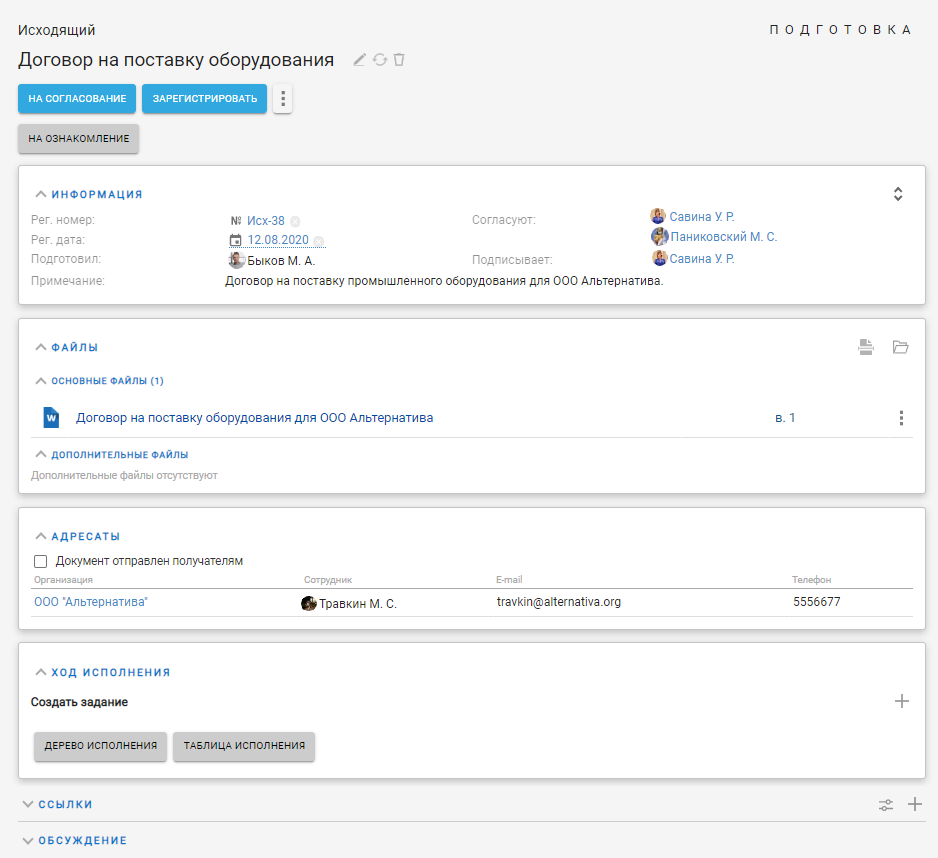 Исходящий
ПОДГОТОВКА
Договор на поставку оборудования
НА СОГЛАСОВАНИЕ ЗАРЕГИСТРИРОВАТЬ
НА ОЗНАКОМЛЕНИЕ
ИНФОРМАЦИЯ
Рег. номер: № Исх-38 Согласуют: Савина У. Р.
Рег. дата: 12.08.2020 Паниковский М. С.
Подготовил: Быков М. А. Подписывает: Савина У. Р.
Примечание: Договор на поставку промышленного оборудования для ООО Альтернатива.
ФАЙЛЫ
ОСНОВНЫЕ ФАЙЛЫ (1)
W Договор на поставку оборудования для ООО Альтернатива в. 1
ДОПОЛНИТЕЛЬНЫЕ ФАЙЛЫ
Дополнительные файлы отсутствуют
АДРЕСАТЫ
Документ отправлен получателям
Организация Сотрудник E-mail Телефон
ООО "Альтернатива" Травкин М. С. travkin@alternativa.org 5556677
ХОД ИСПОЛНЕНИЯ
Создать задание
ДЕРЕВО ИСПОЛНЕНИЯ ТАБЛИЦА ИСПОЛНЕНИЯ
ССЫЛКИ
ОБСУЖДЕНИЕ